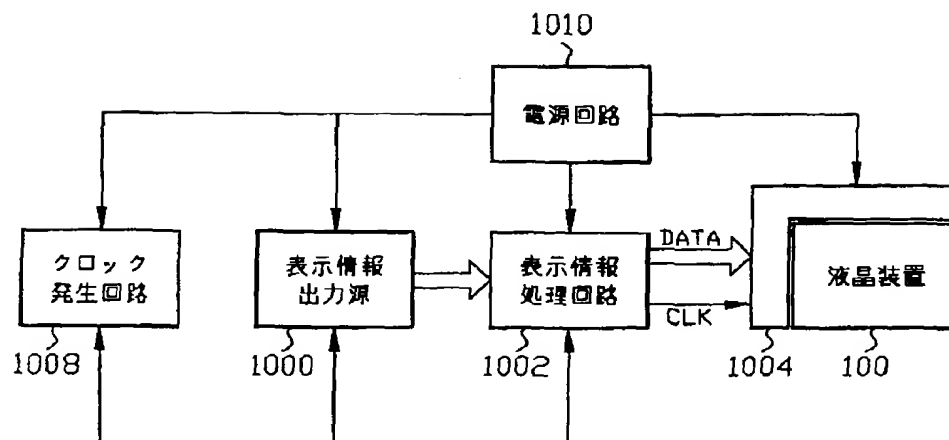 1010
電源回路
クロック
発生回路
表示情報
出力源
表示情報
処理回路
DATA
CLK
液晶装置
1008
1000
1002
1004
100